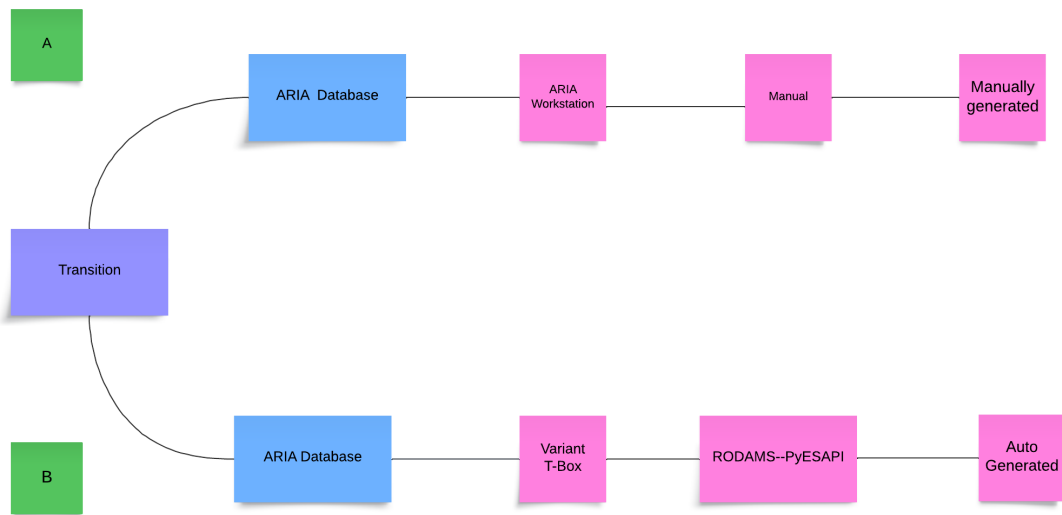 A
ARIA  Database
ARIA
Workstation
Manual
Manually
generated
Transition
B
ARIA Database
Variant
T-Box
RODAMS--PyESAPI
Auto
Generated